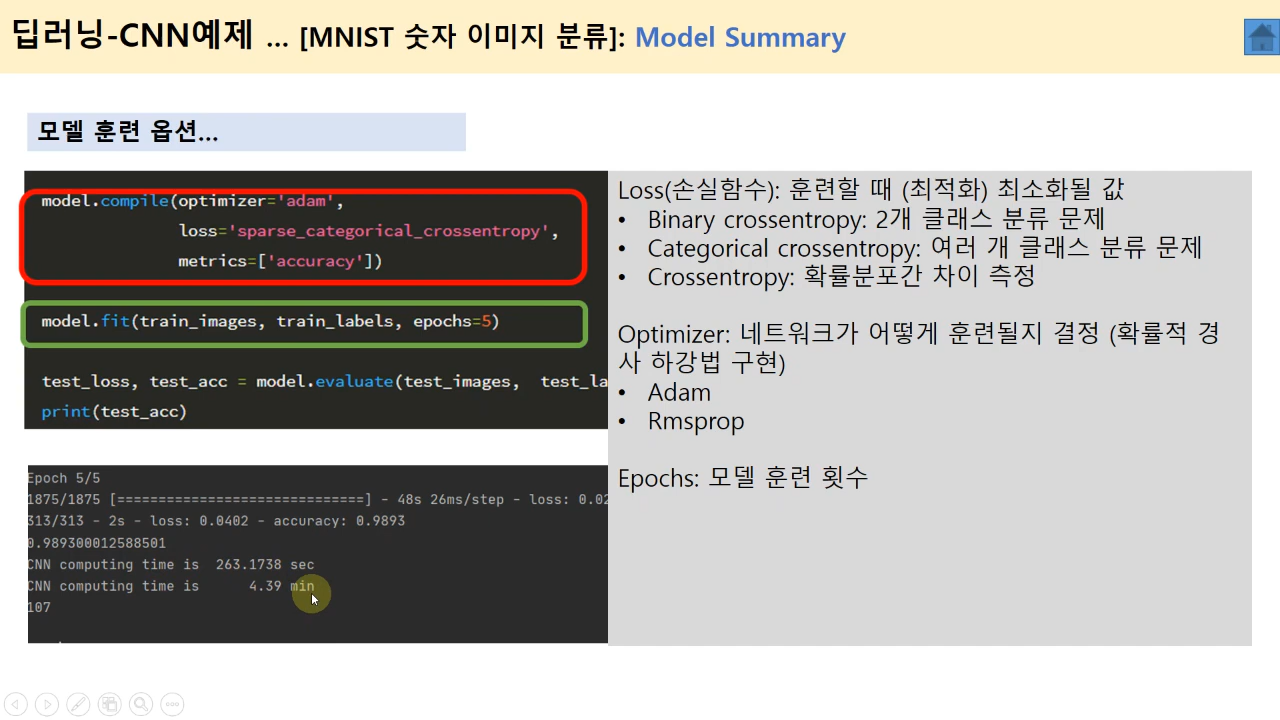 딥러닝-CNN예제 ... [MNIST 숫자 이미지 분류]: Model Summary
모델 훈련 옵션...
model.compile(optimizer='adam',
loss='sparse_categorical_crossentropy',
metrics=['accuracy'])
model.fit(train_images, train_labels, epochs=5)
test_loss, test_acc = model.evaluate(test_images, test_la
print(test_acc)
Epoch 5/5
1875/1875 [==============================] - 48s 26ms/step - loss: 0.02
313/313 - 2s - loss: 0.0402 - accuracy: 0.9893
0.989300012588501
CNN computing time is 263.1738 sec
CNN computing time is 4.39 min
107
Loss(손실함수): 훈련할 때 (최적화) 최소화될 값
• Binary crossentropy: 2개 클래스 분류 문제
• Categorical crossentropy: 여러 개 클래스 분류 문제
• Crossentropy: 확률분포간 차이 측정
Optimizer: 네트워크가 어떻게 훈련될지 결정 (확률적 경
사 하강법 구현)
• Adam
• Rmsprop
Epochs: 모델 훈련 횟수